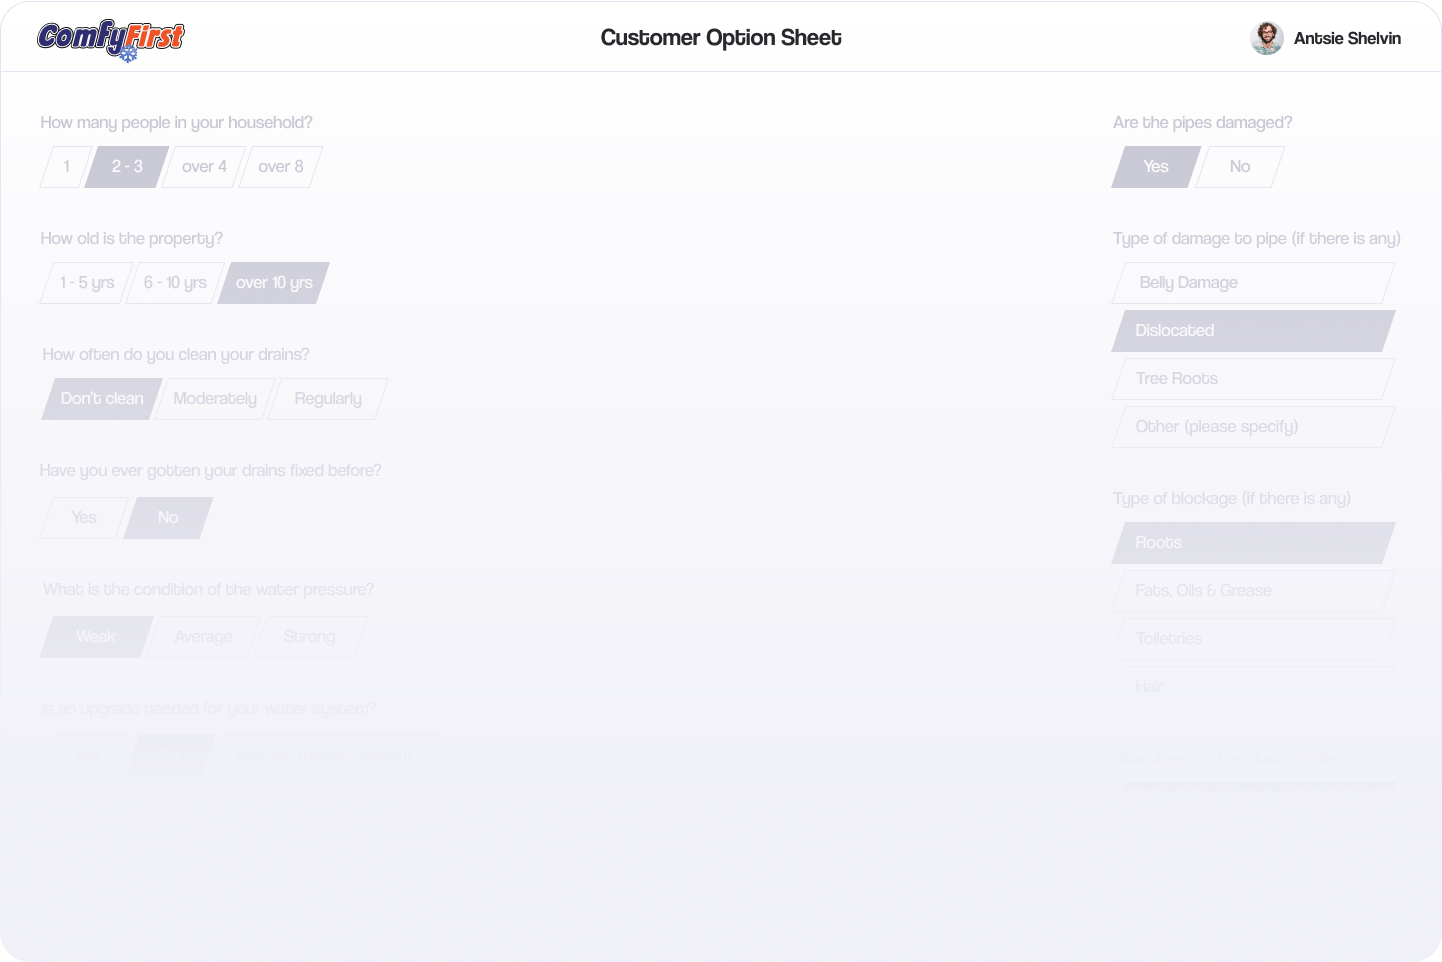 ComfyFirst
Customer Option Sheet
Antsie Shelvin
How many people in your household?
1
2 - 3
over 4
over 8
How old is the property?
1 - 5 yrs
6 - 10 yrs
over 10 yrs
How often do you clean your drains?
Don't clean
Moderately
Regularly
Have you ever gotten your drains fixed before?
Yes
No
What is the condition of the water pressure?
Weak
Average
Strong
Is an upgrade needed for your water system?
Yes
No
(please specify)
Are the pipes damaged?
Yes
No
Type of damage to pipe (if there is any)
Belly Damage
Dislocated
Tree Roots
Other (please specify)
Type of blockage (if there is any)
Roots
Fats, Oils & Grease
Toiletries
Hair